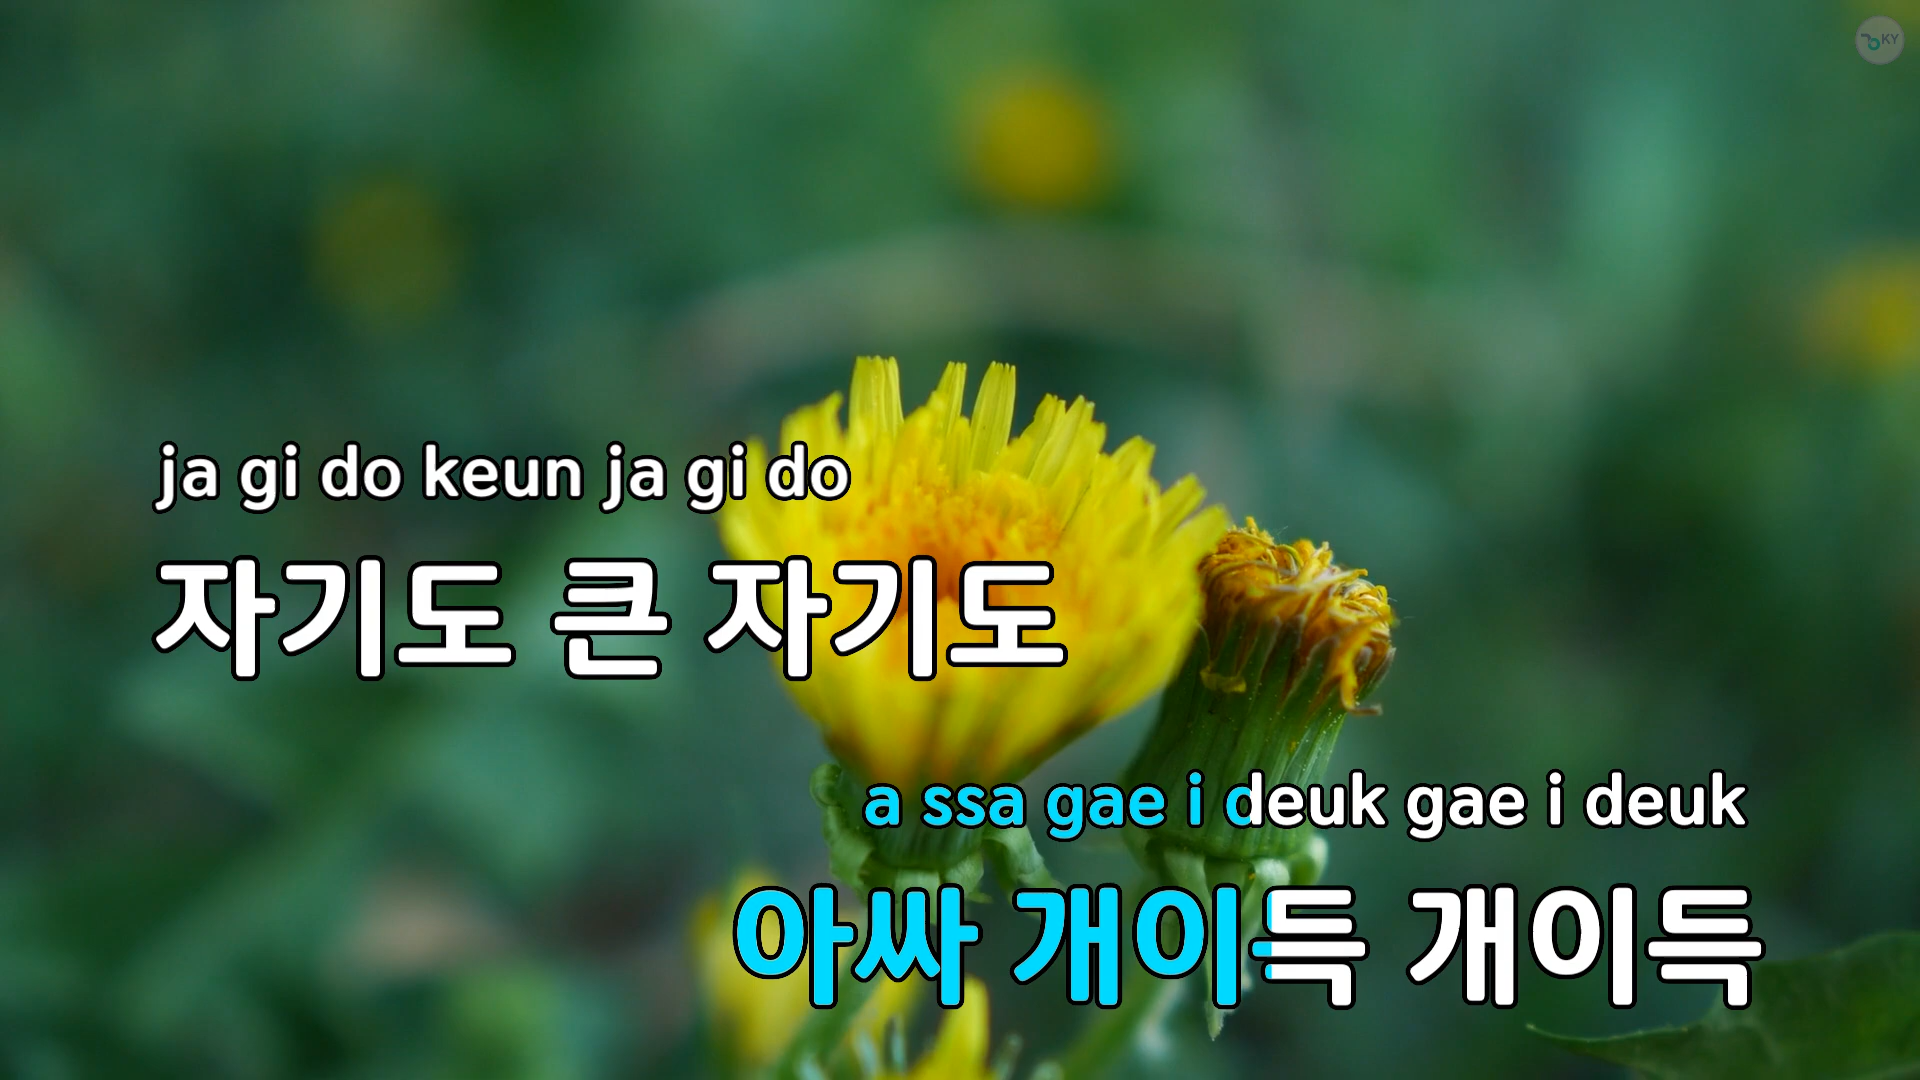 KY
ja gi do keun ja gi do
자기도 큰 자기도
a ssa gae i deuk gae i deuk
아싸 개이득 개이득